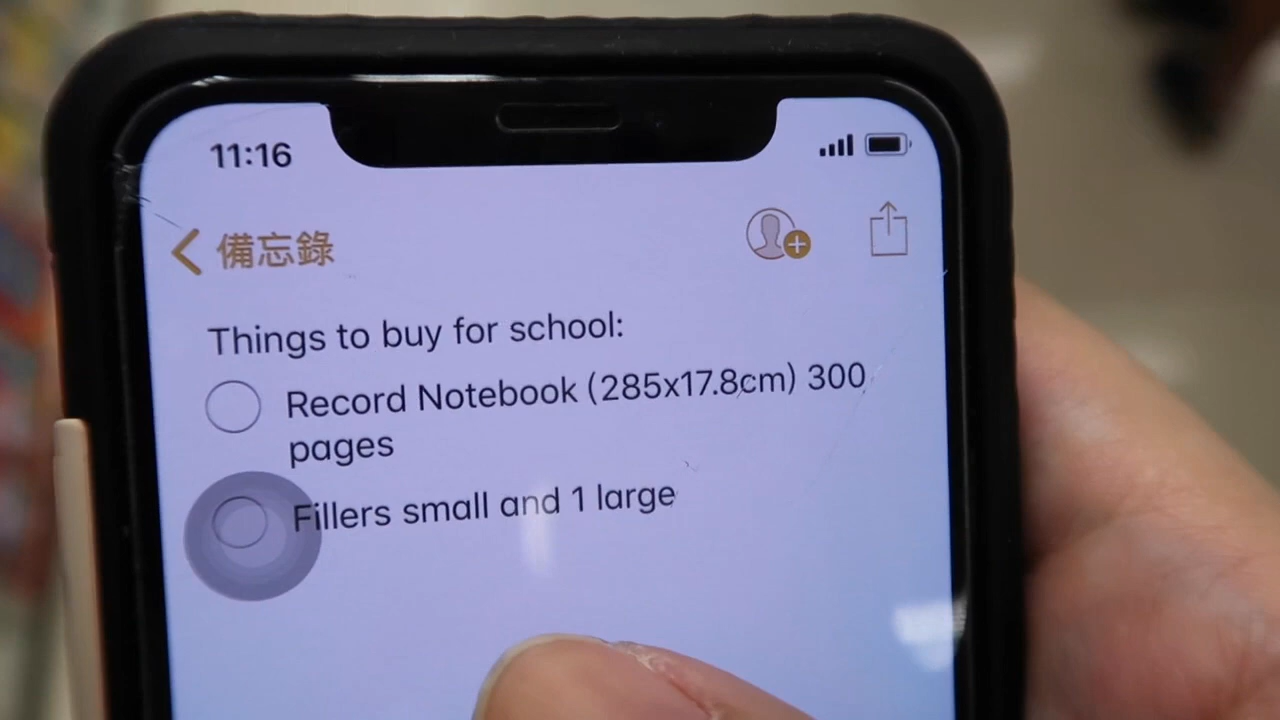 11:16
備忘錄
Things to buy for school:
Record Notebook (285x17.8cm) 300
pages
Fillers small and 1 large